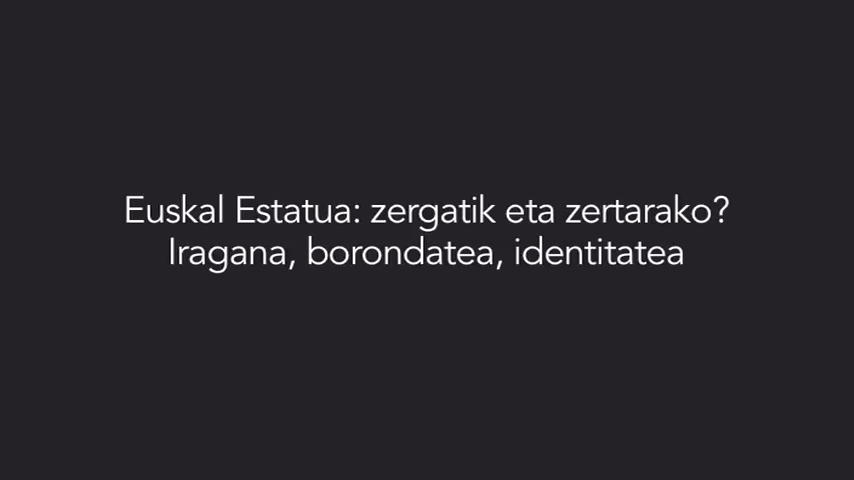 Euskal Estatua: zergatik eta zertarako?
Iragana, borondatea, identitatea